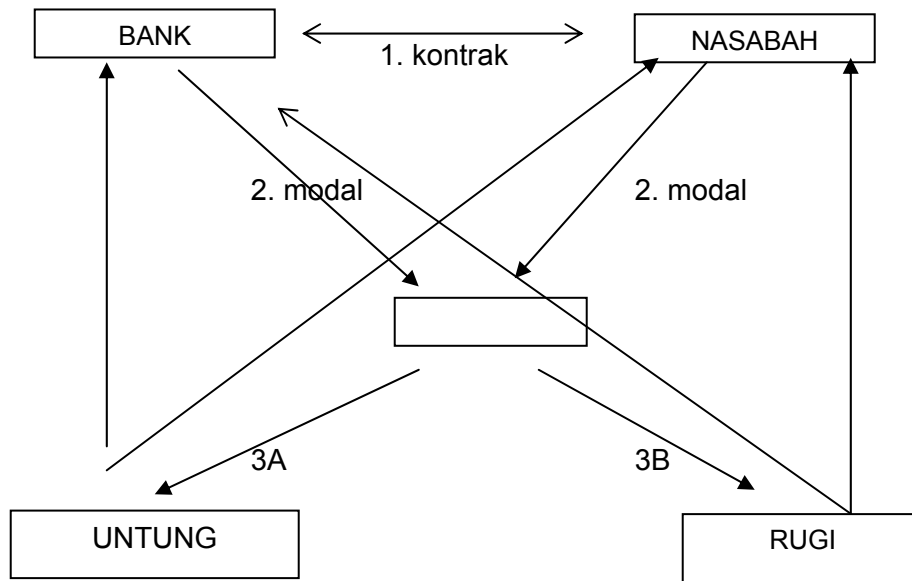 BANK
1. kontrak
NASABAH
2. modal
2. modal
3A
3B
UNTUNG
RUGI